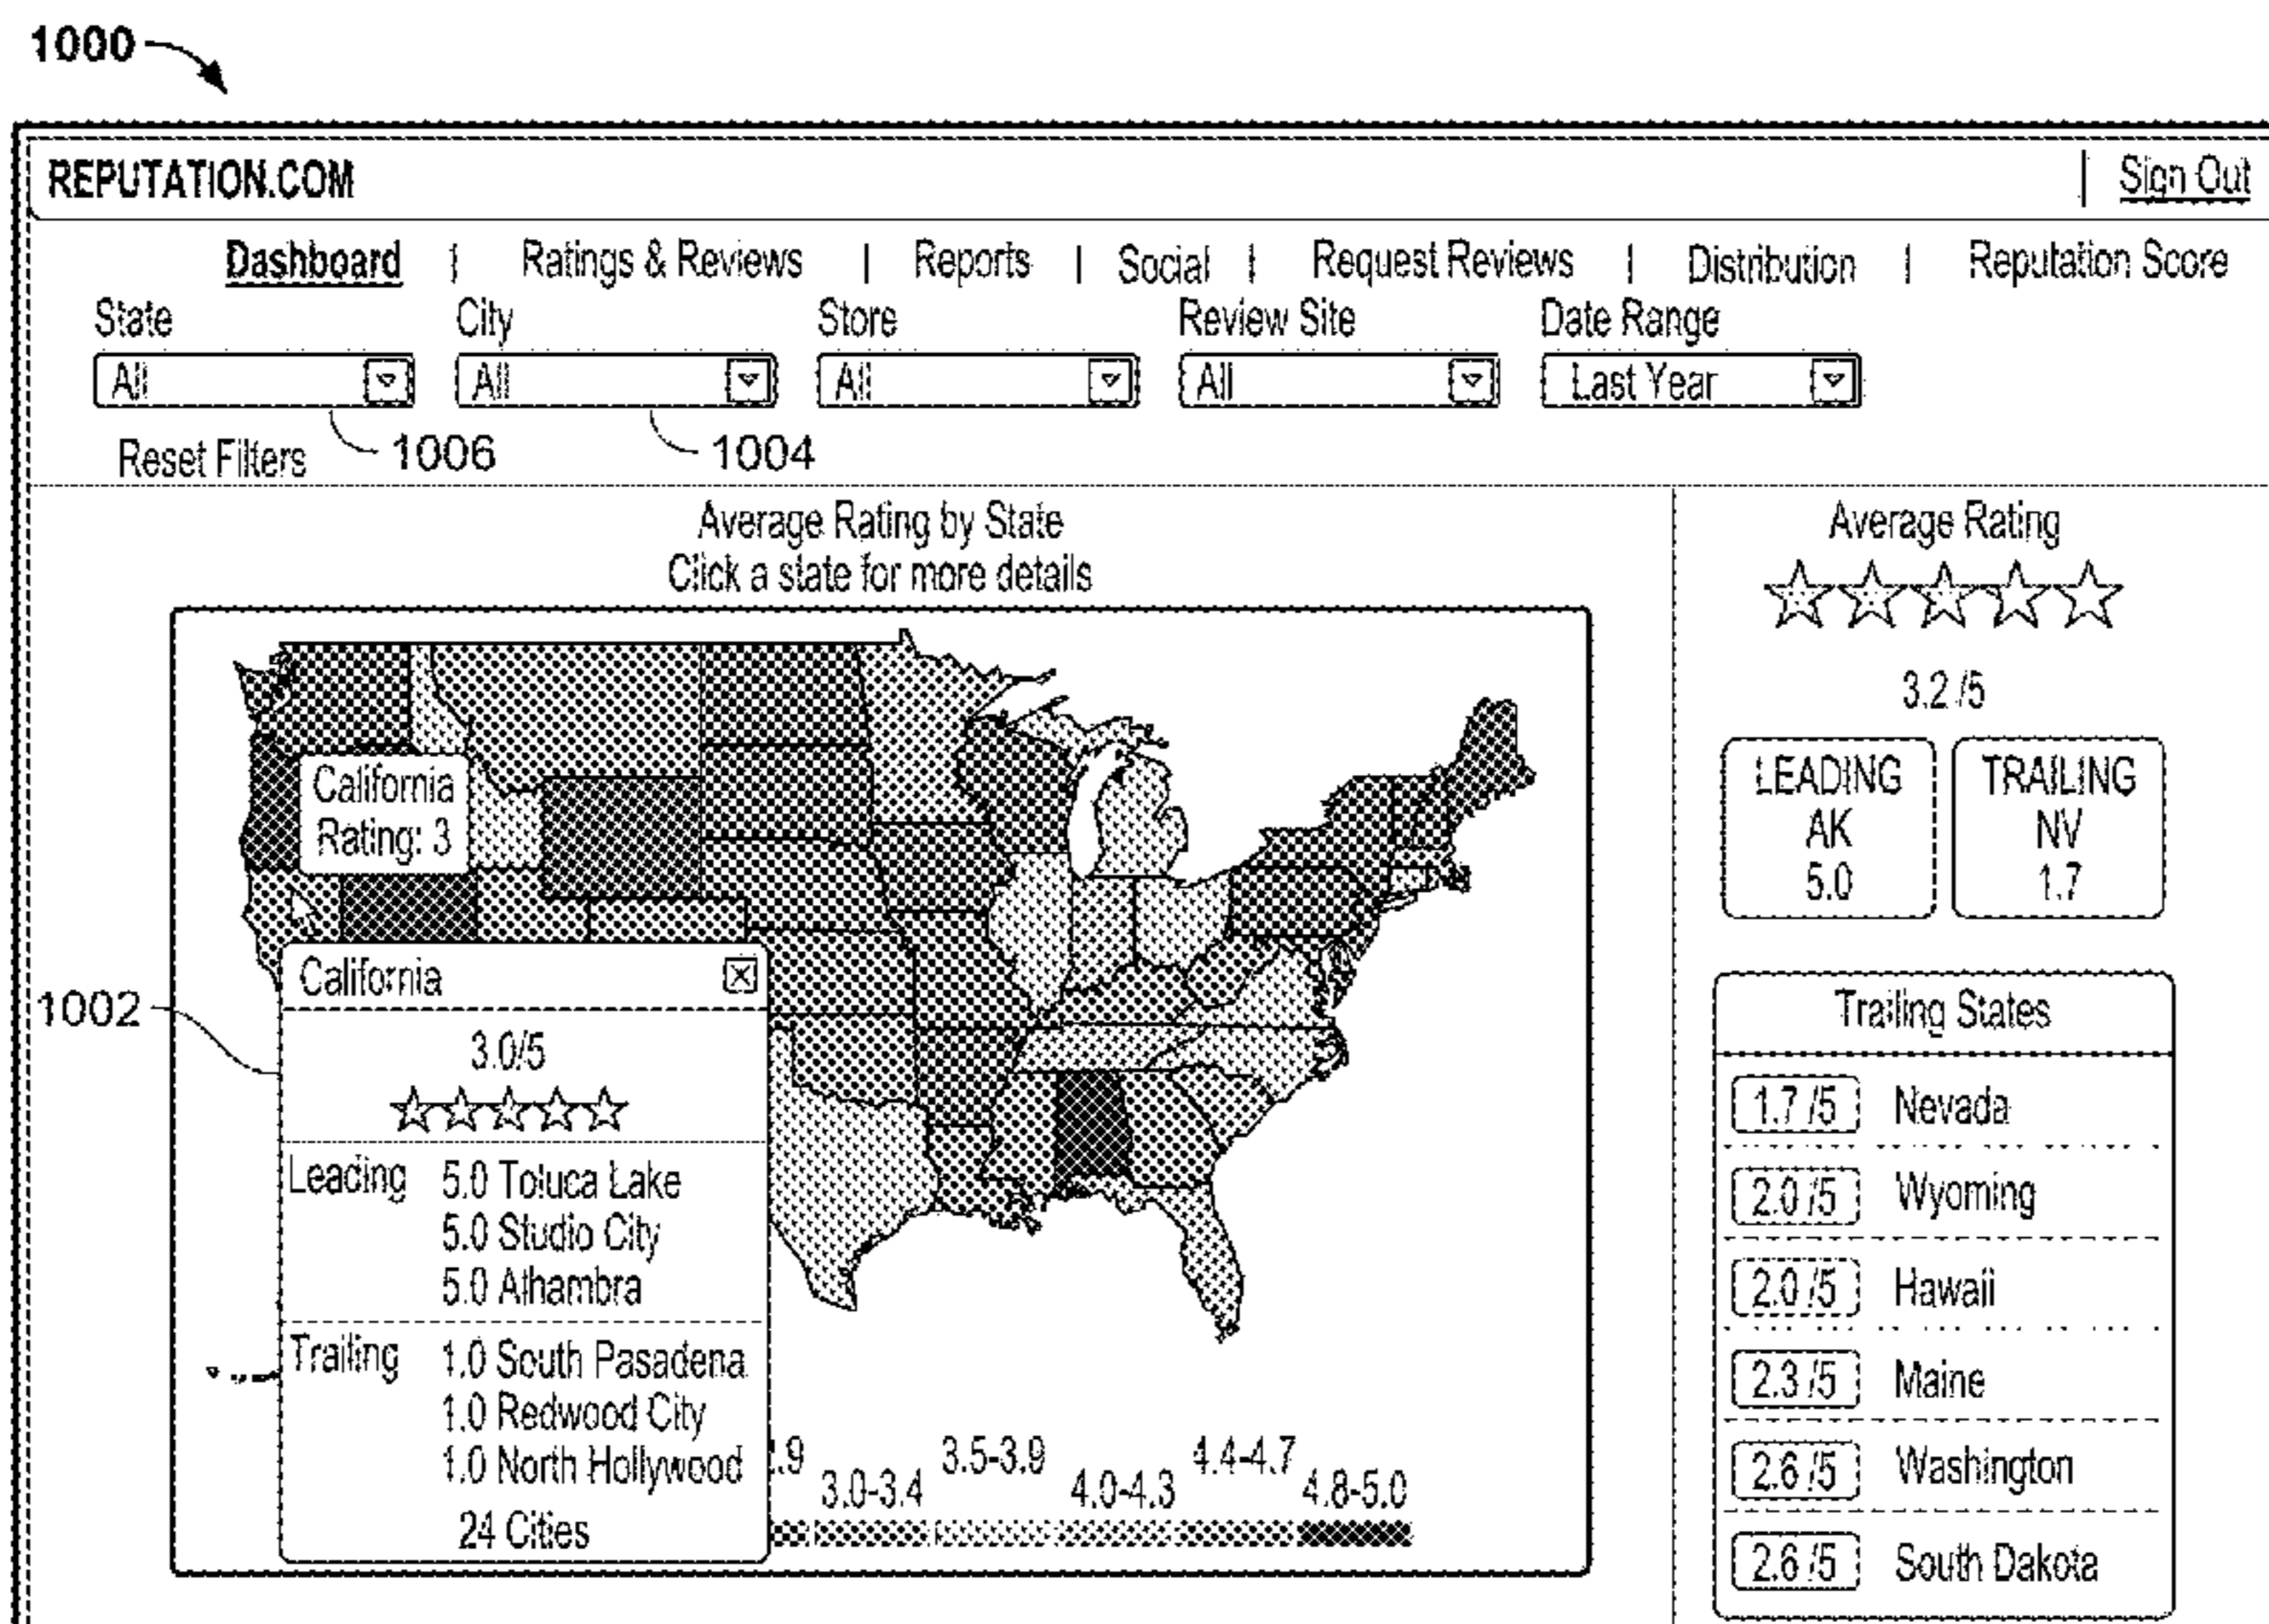 1000
REPUTATION.COM | Sign Out
Dashboard | Ratings & Reviews | Reports | Social | Request Reviews | Distribution | Reputation Score
State City Store Review Site Date Range
All All All All Last Year
Reset Filters 1006 1004
Average Rating by State
Click a state for more details
California
Rating: 3
1002
California
3.0/5
Leading 5.0 Toluca Lake
5.0 Studio City
5.0 Alhambra
Trailing 1.0 South Pasadena
1.0 Redwood City
1.0 North Hollywood
24 Cities
.9 3.0-3.4 3.5-3.9 4.0-4.3 4.4-4.7 4.8-5.0
Average Rating
3.2 /5
LEADING
AK
5.0
TRAILING
NV
1.7
Trailing States
1.7 /5 Nevada
2.0 /5 Wyoming
2.0 /5 Hawaii
2.3 /5 Maine
2.6 /5 Washington
2.6 /5 South Dakota